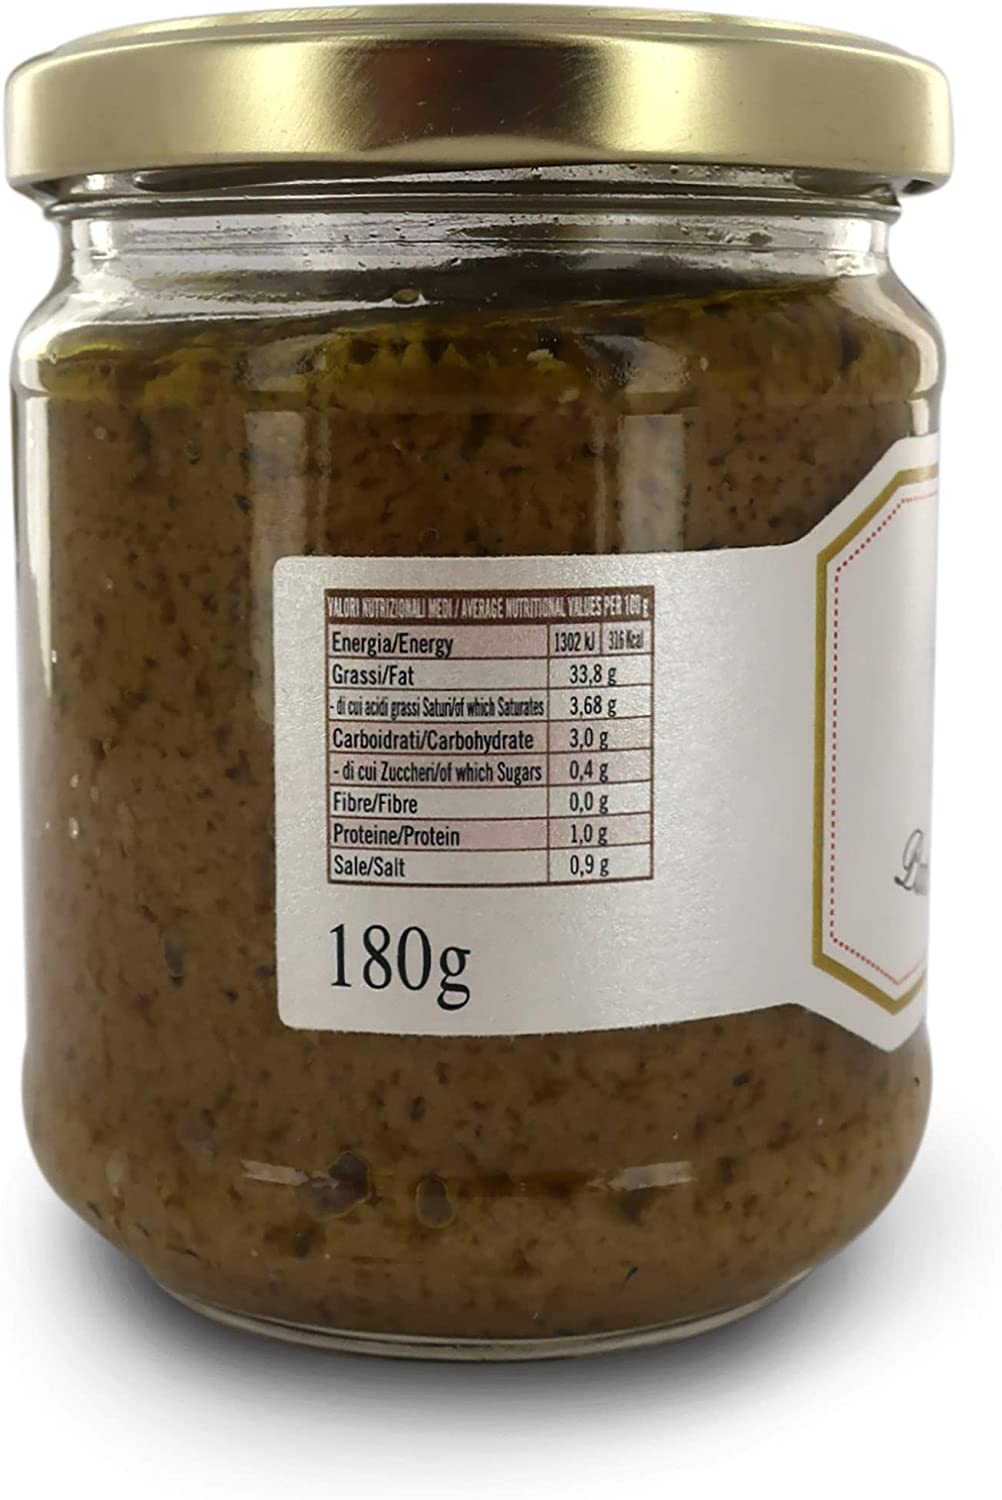 VALORI NUTRIZIONALI MEDI / AVERAGE NUTRITIONAL VALUES PER 100 g
Energia/Energy 1302 kJ 316 Kcal
Grassi/Fat 33,8 g
- di cui acidi grassi Saturi/of which Saturates 3,68 g
Carboidrati/Carbohydrate 3,0 g
- di cui Zuccheri/of which Sugars 0,4 g
Fibre/Fibre 0,0 g
Proteine/Protein 1,0 g
Sale/Salt 0,9 g
180g